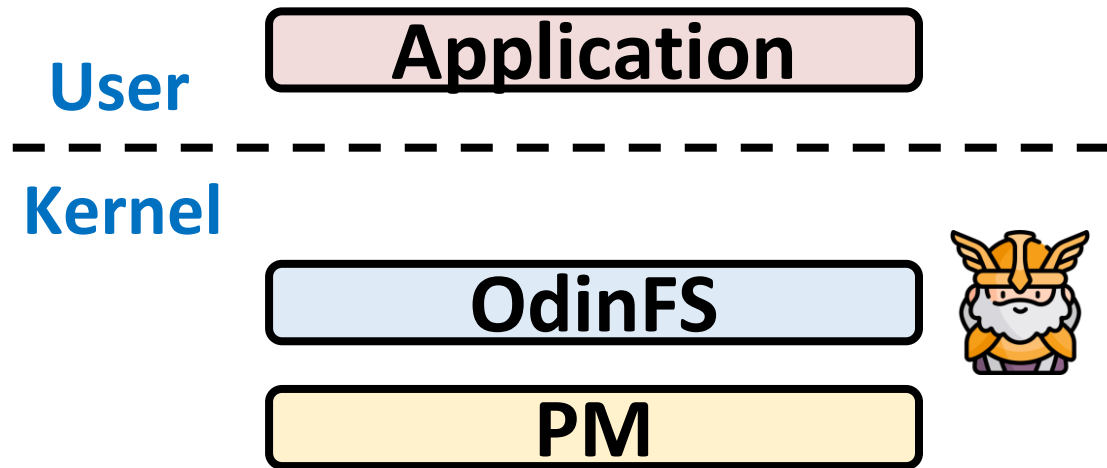 Application
User
Kernel
OdinFS
PM